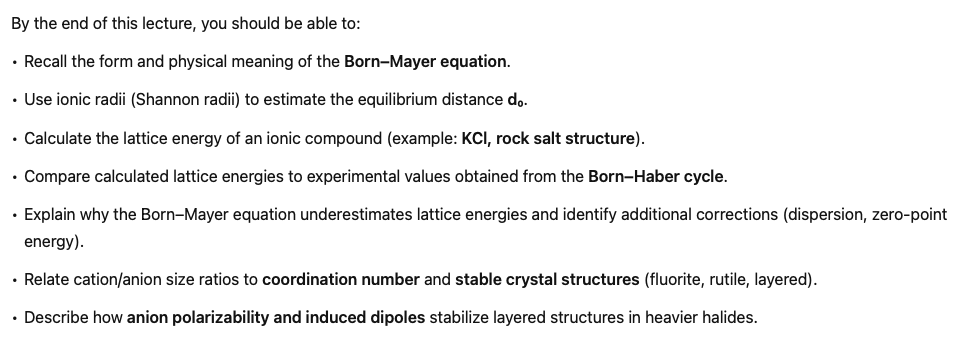 By the end of this lecture, you should be able to:
• Recall the form and physical meaning of the Born–Mayer equation.
• Use ionic radii (Shannon radii) to estimate the equilibrium distance d₀.
• Calculate the lattice energy of an ionic compound (example: KCl, rock salt structure).
• Compare calculated lattice energies to experimental values obtained from the Born–Haber cycle.
• Explain why the Born–Mayer equation underestimates lattice energies and identify additional corrections (dispersion, zero-point
energy).
• Relate cation/anion size ratios to coordination number and stable crystal structures (fluorite, rutile, layered).
• Describe how anion polarizability and induced dipoles stabilize layered structures in heavier halides.